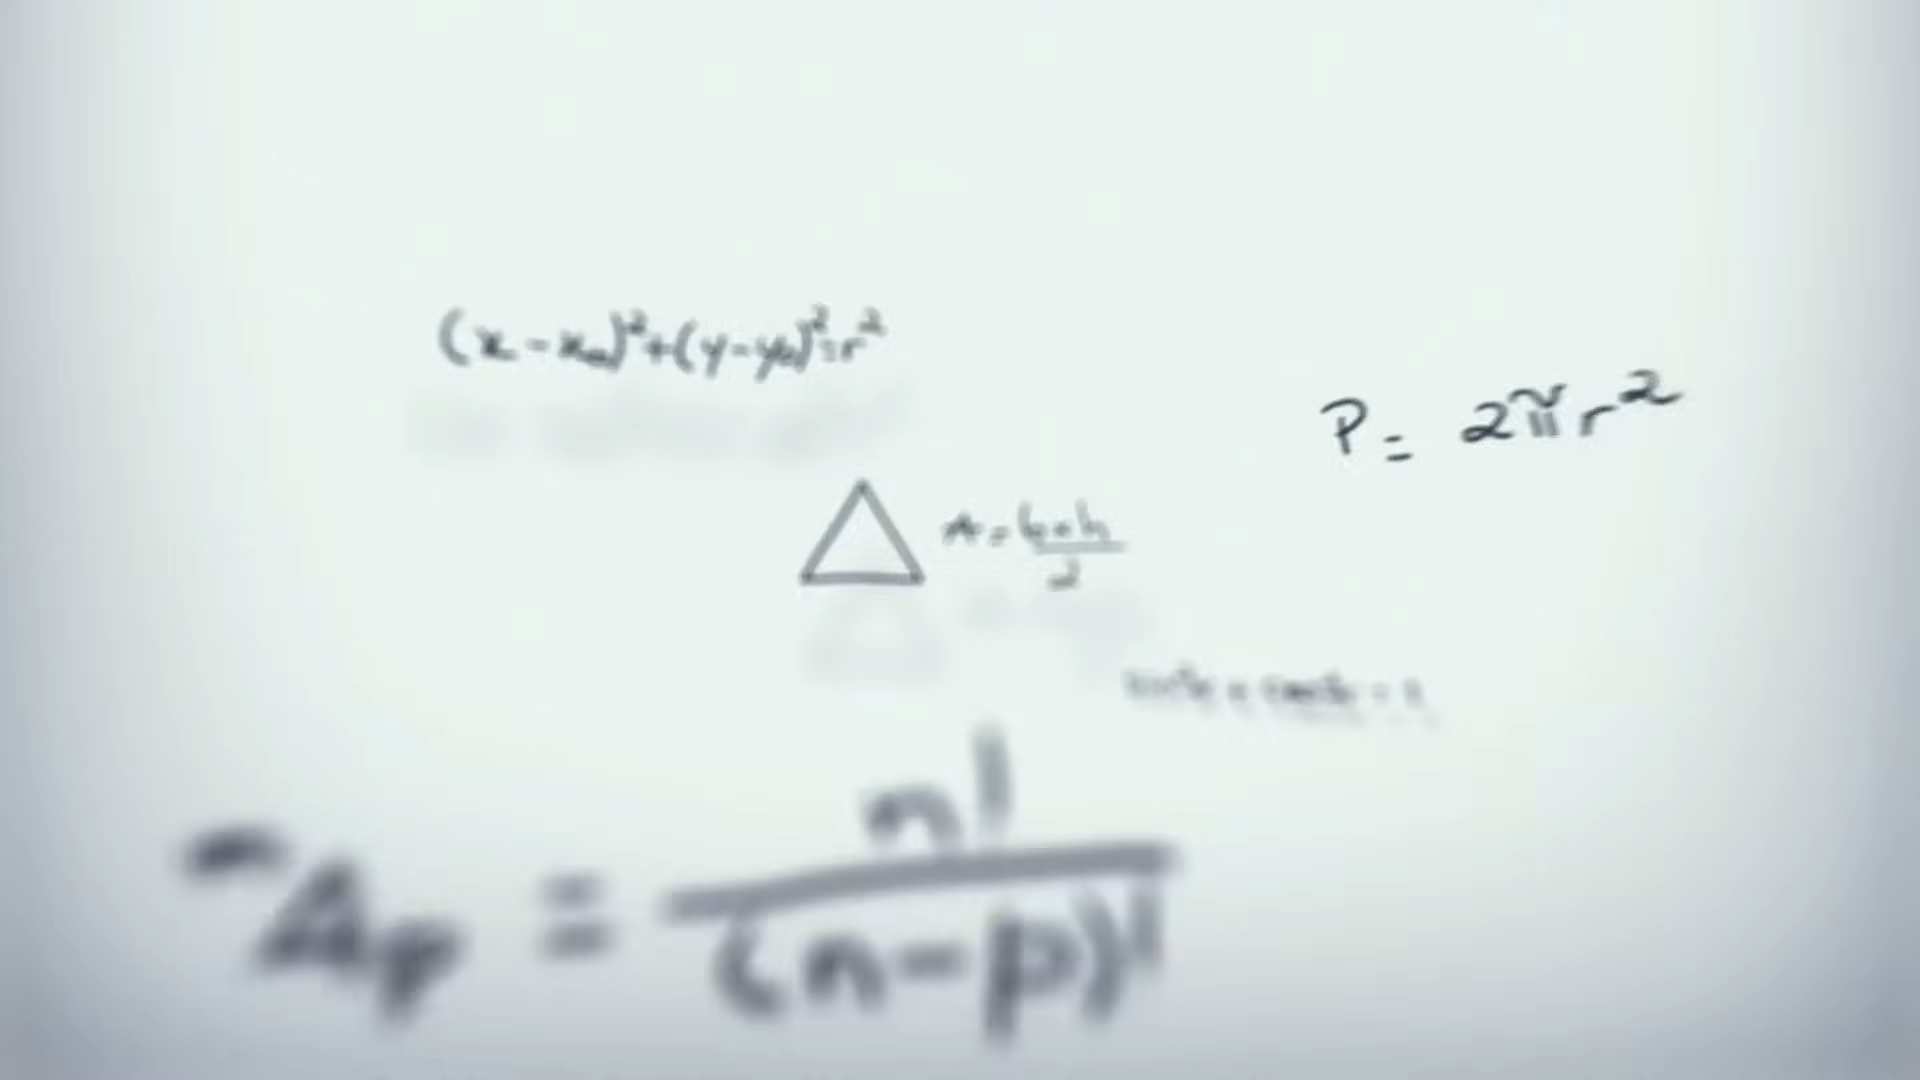 (x-x₀)²+(y-y₀)²=r²
P= 2πr²
A=b×h/2
ⁿAp = n!/(n-p)!